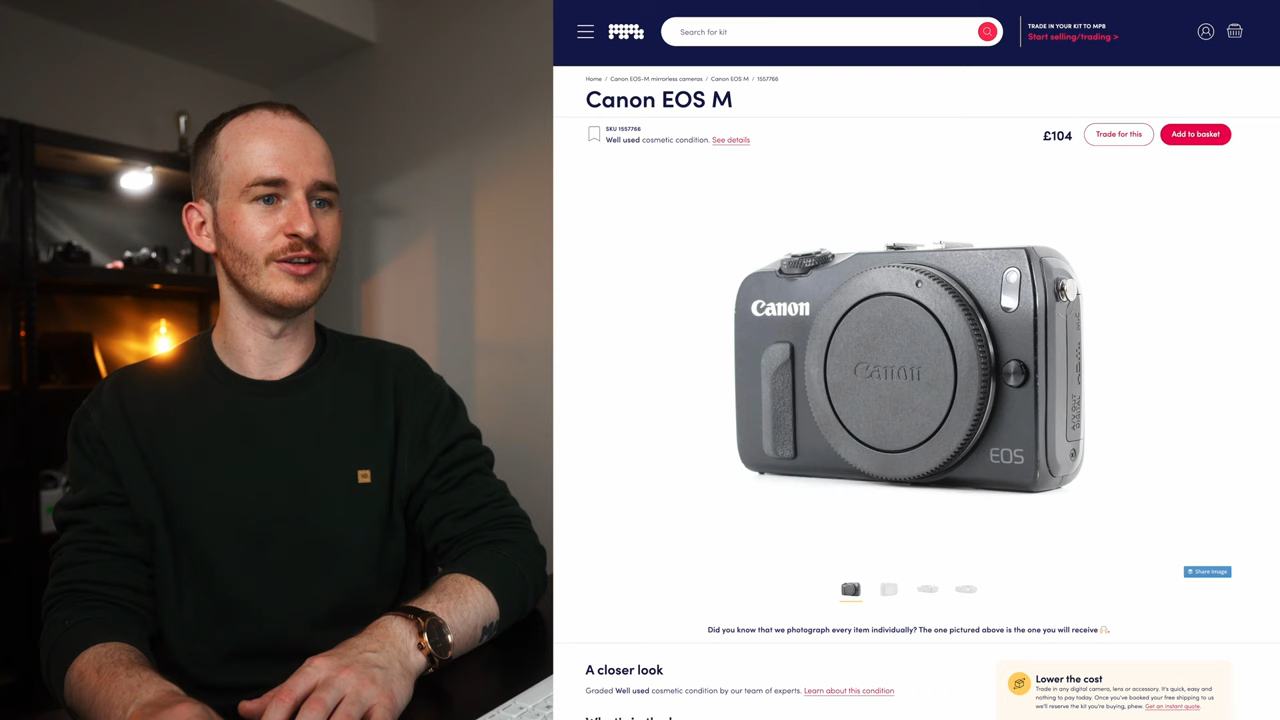 mpb
Search for kit
TRADE IN YOUR KIT TO MPB
Start selling/trading >
Home / Canon EOS-M mirrorless cameras / Canon EOS M / 1557766
Canon EOS M
SKU 1557766
Well used cosmetic condition. See details
£104
Trade for this
Add to basket
Canon
Canon
EOS
A/V OUT
DIGITAL
Share image
Did you know that we photograph every item individually? The one pictured above is the one you will receive
A closer look
Graded Well used cosmetic condition by our team of experts. Learn about this condition
Lower the cost
Trade in any digital camera, lens or accessory. It's quick, easy and
nothing to pay today. Once you've booked your free shipping to us
we'll reserve the kit you're buying, phew. Get an instant quote.